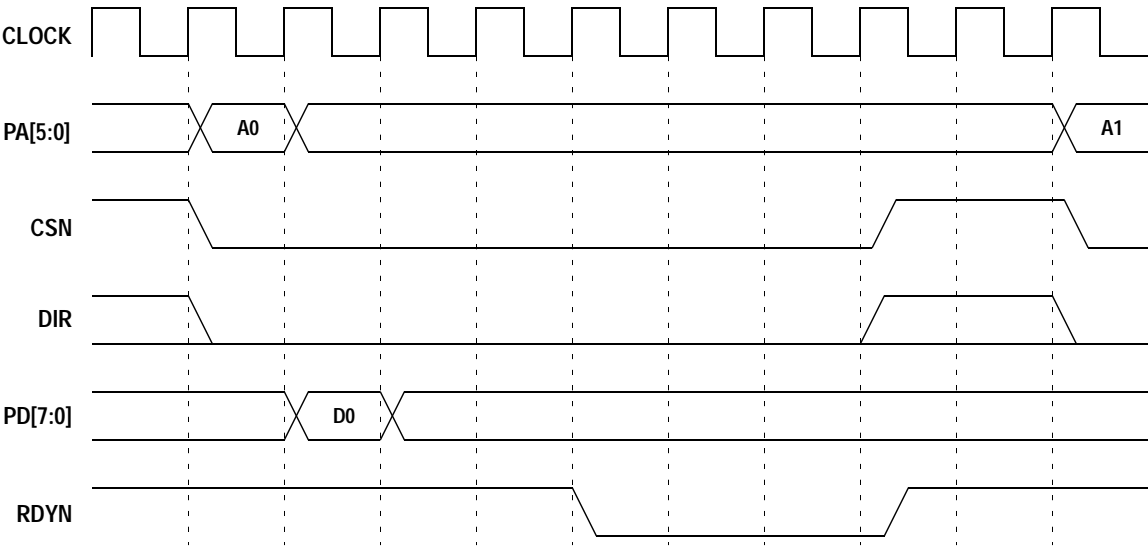 CLOCK
PA[5:0]
A0
A1
CSN
DIR
PD[7:0]
D0
RDYN